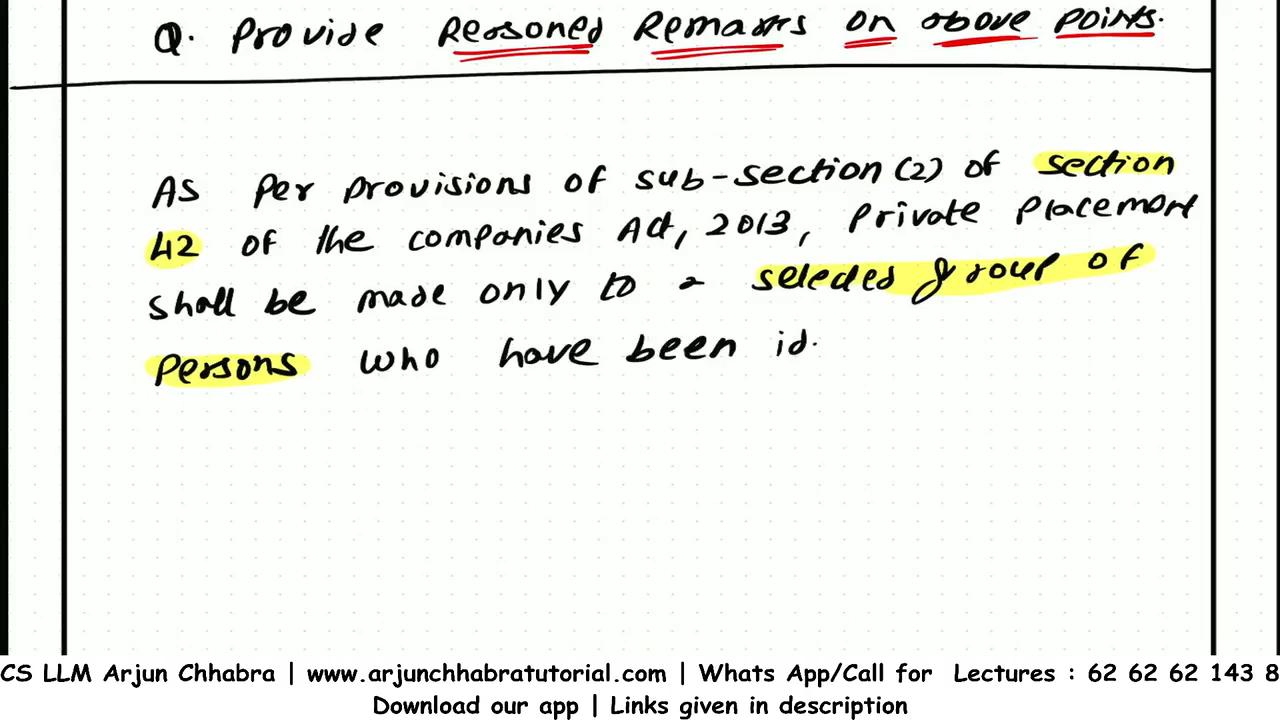 Q. Provide Reasoned Remarks on above points.
As per provisions of sub-section (2) of section
42 of the companies Act, 2013, Private Placement
shall be made only to a selected group of
Persons who have been id.
CS LLM Arjun Chhabra | www.arjunchhabratutorial.com | Whats App/Call for Lectures : 62 62 62 143 8
Download our app | Links given in description